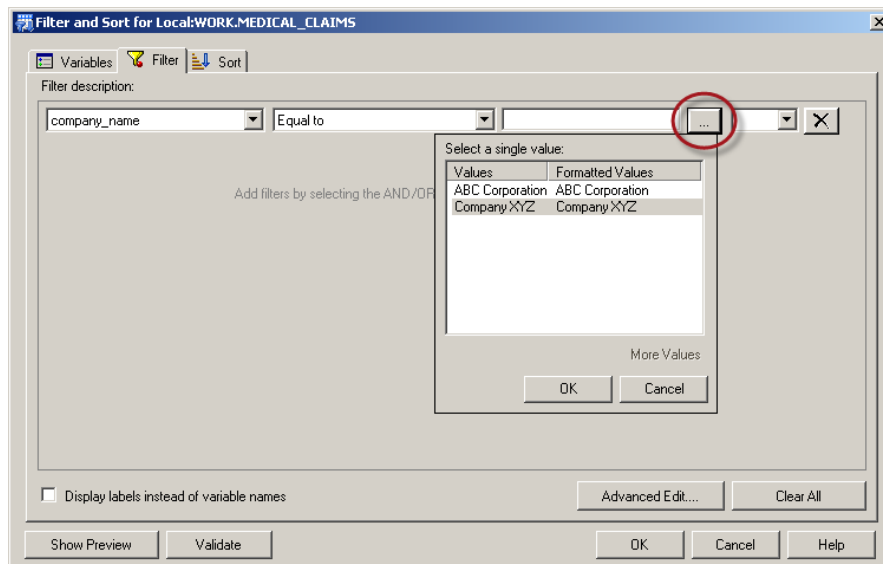 Filter and Sort for Local:WORK.MEDICAL_CLAIMS
Variables Filter Sort
Filter description:
company_name Equal to ...
Select a single value:
Values Formatted Values
ABC Corporation ABC Corporation
Company XYZ Company XYZ
Add filters by selecting the AND/OR
More Values
OK Cancel
Display labels instead of variable names Advanced Edit.... Clear All
Show Preview Validate OK Cancel Help